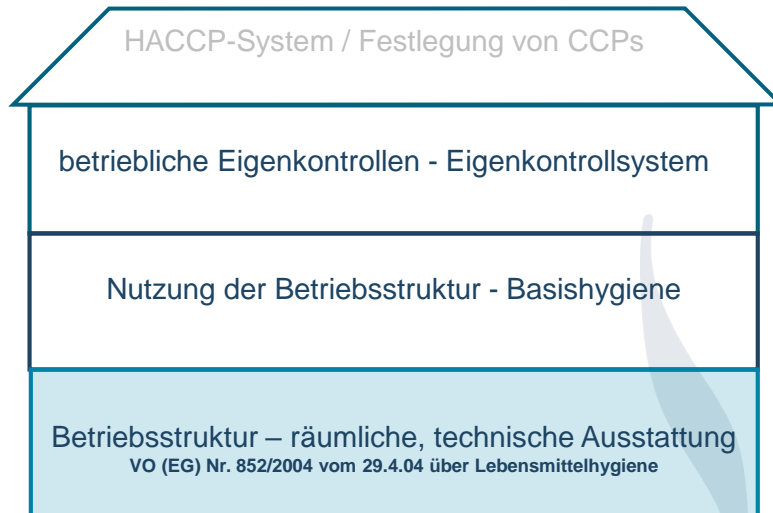 HACCP-System / Festlegung von CCPs
betriebliche Eigenkontrollen - Eigenkontrollsystem
Nutzung der Betriebsstruktur - Basishygiene
Betriebsstruktur – räumliche, technische Ausstattung
VO (EG) Nr. 852/2004 vom 29.4.04 über Lebensmittelhygiene